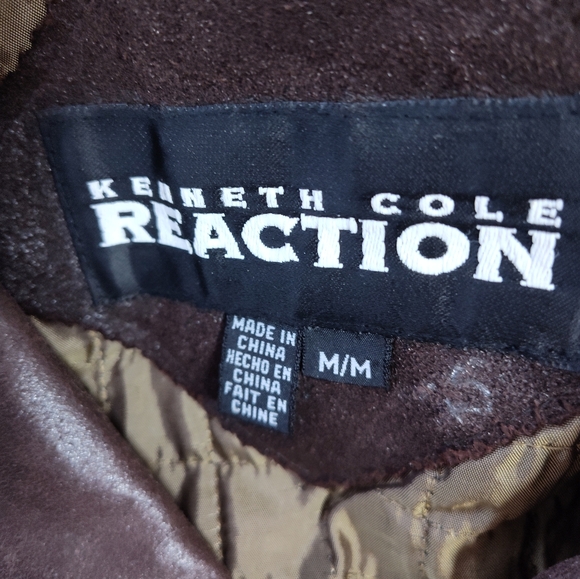 KENNETH COLE
REACTION
MADE IN
CHINA
HECHO EN
CHINA
FAIT EN
CHINE
M/M